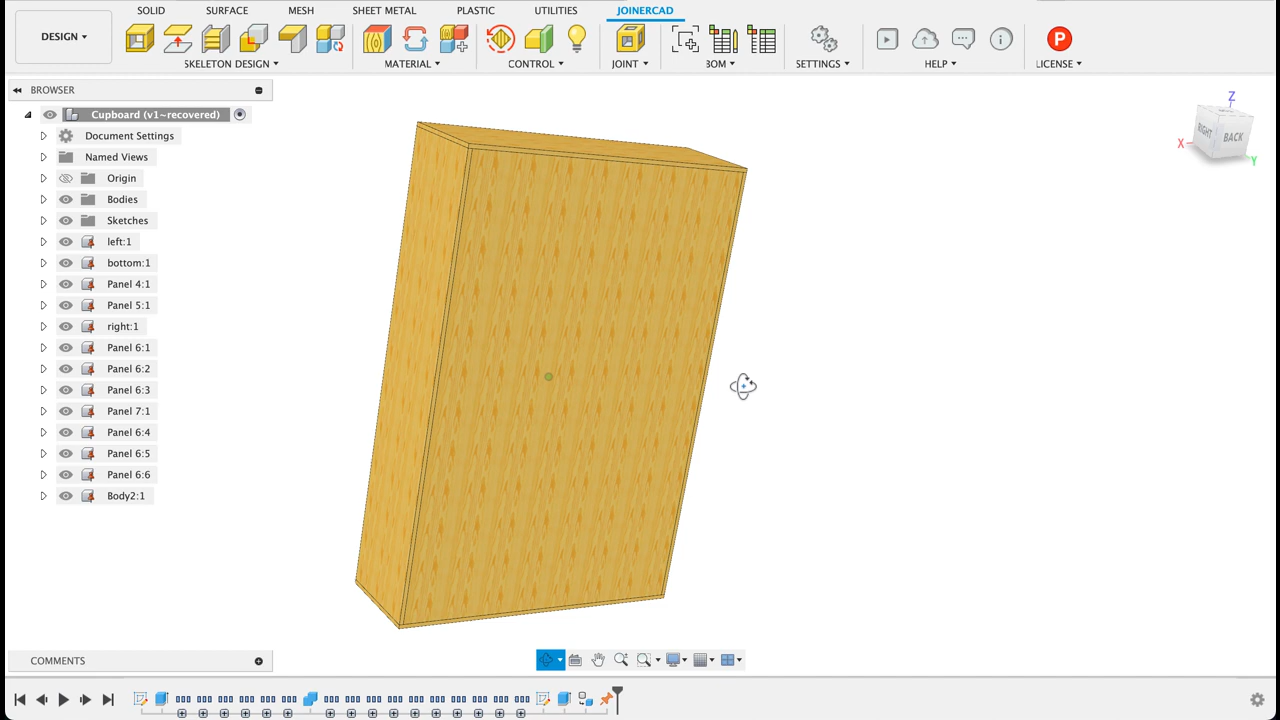 SOLID SURFACE MESH SHEET METAL PLASTIC UTILITIES JOINERCAD
DESIGN
SKELETON DESIGN MATERIAL CONTROL JOINT BOM SETTINGS HELP LICENSE
P
BROWSER
Cupboard (v1~recovered)
Document Settings
Named Views
Origin
Bodies
Sketches
left:1
bottom:1
Panel 4:1
Panel 5:1
right:1
Panel 6:1
Panel 6:2
Panel 6:3
Panel 7:1
Panel 6:4
Panel 6:5
Panel 6:6
Body2:1
Z
RIGHT BACK
X
Y
COMMENTS